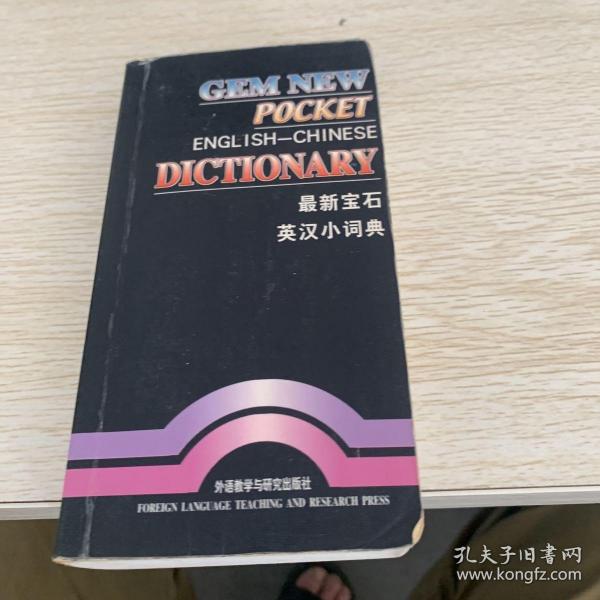 GEM NEW
POCKET
ENGLISH—CHINESE
DICTIONARY
最新宝石
英汉小词典
外语教学与研究出版社
FOREIGN LANGUAGE TEACHING AND RESEARCH PRESS
孔夫子旧书网
www.kongfz.com